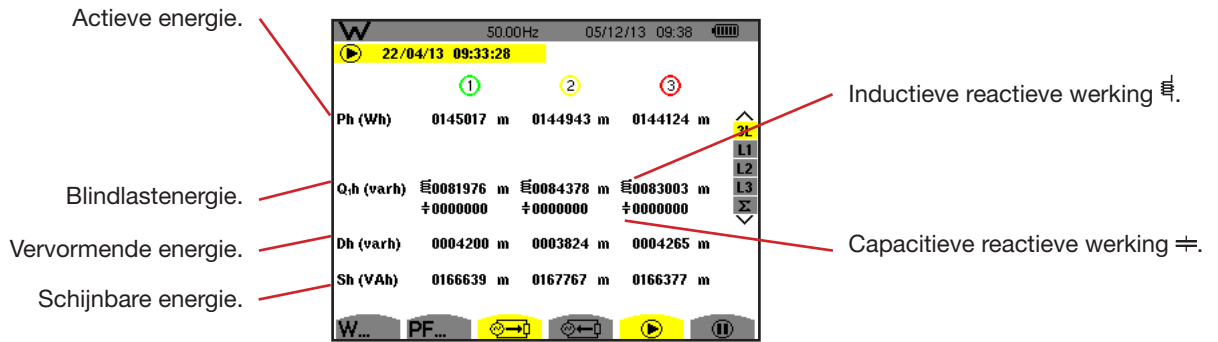 Actieve energie.
W 50.00Hz 05/12/13 09:38
22/04/13 09:33:28
1 2 3
Inductieve reactieve werking.
Ph (Wh) 0145017 m 0144943 m 0144124 m
3L
L1
L2
L3
Σ
Blindlastenergie.
Q₁h (varh) 0081976 m 0084378 m 0083003 m
0000000 0000000 0000000
Vervormende energie.
Dh (varh) 0004200 m 0003824 m 0004265 m
Capacitieve reactieve werking.
Schijnbare energie.
Sh (VAh) 0166639 m 0167767 m 0166377 m
W... PF...